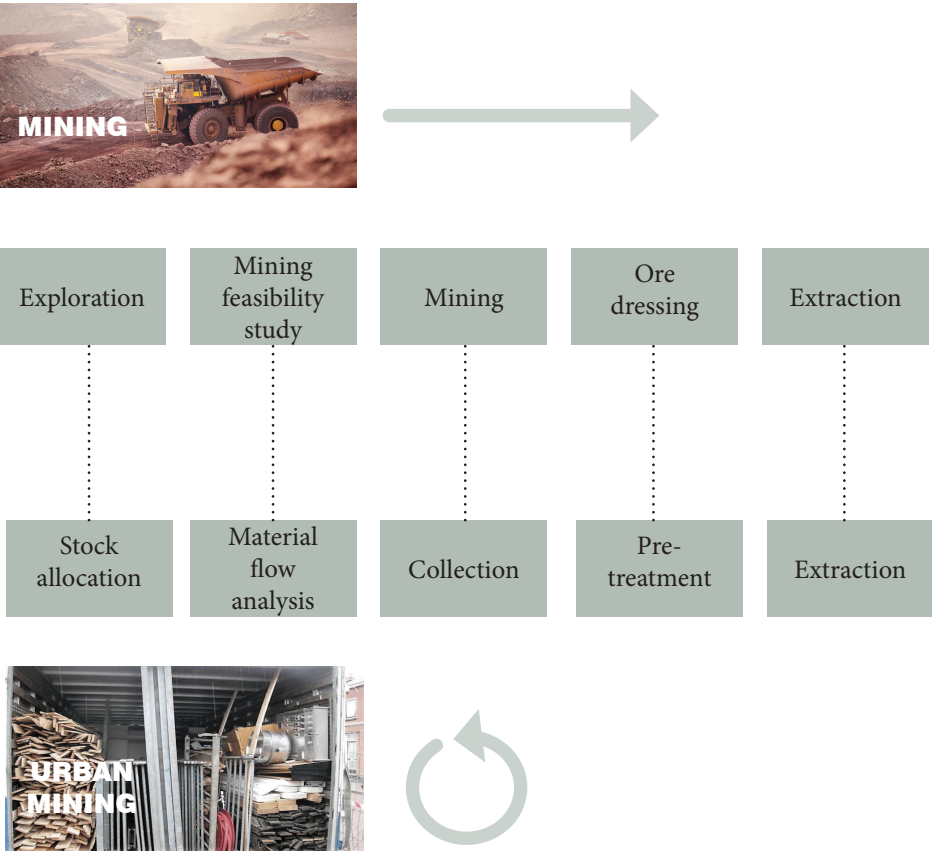 MINING
Exploration
Mining
feasibility
study
Mining
Ore
dressing
Extraction
Stock
allocation
Material
flow
analysis
Collection
Pre-
treatment
Extraction
URBAN
MINING